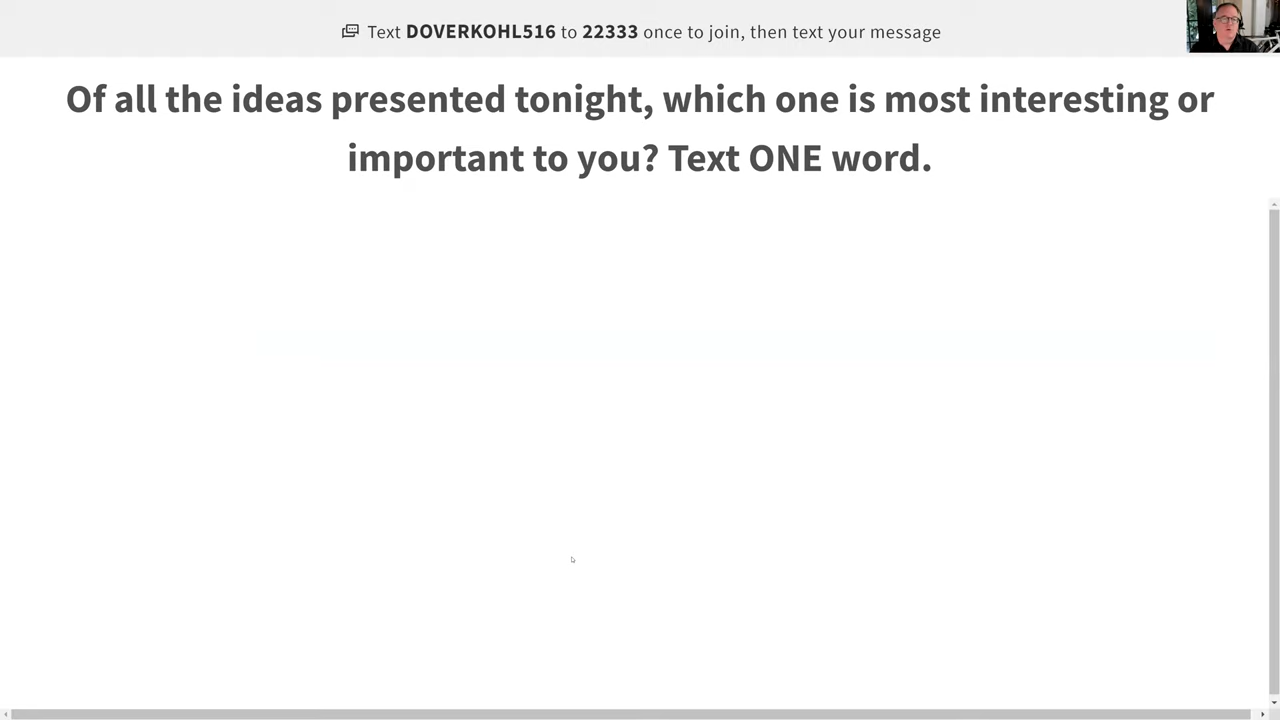 Text DOVERKOHL516 to 22333 once to join, then text your message
Of all the ideas presented tonight, which one is most interesting or
important to you? Text ONE word.